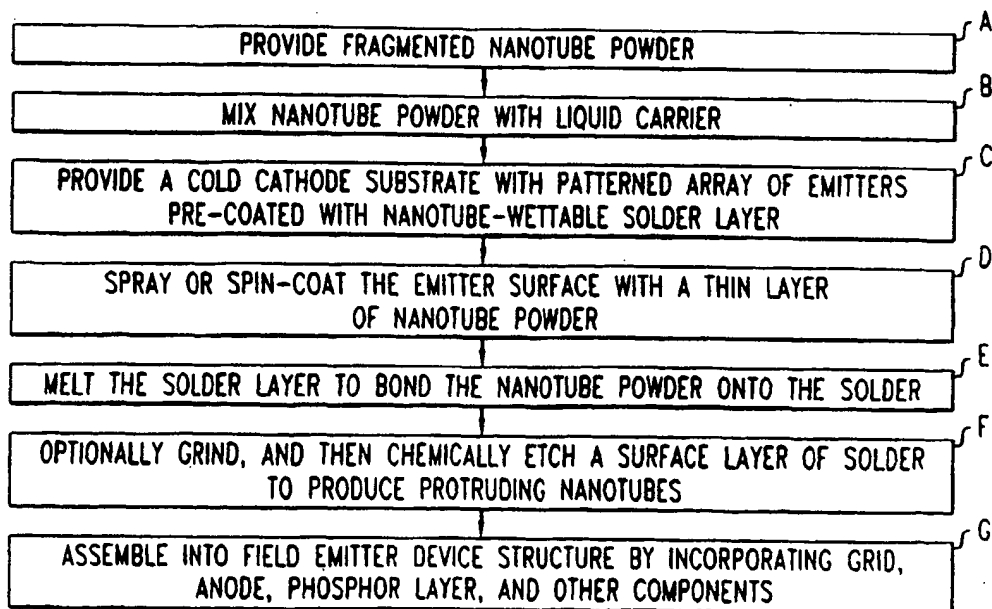 A
PROVIDE FRAGMENTED NANOTUBE POWDER
B
MIX NANOTUBE POWDER WITH LIQUID CARRIER
C
PROVIDE A COLD CATHODE SUBSTRATE WITH PATTERNED ARRAY OF EMITTERS
PRE-COATED WITH NANOTUBE-WETTABLE SOLDER LAYER
D
SPRAY OR SPIN-COAT THE EMITTER SURFACE WITH A THIN LAYER
OF NANOTUBE POWDER
E
MELT THE SOLDER LAYER TO BOND THE NANOTUBE POWDER ONTO THE SOLDER
F
OPTIONALLY GRIND, AND THEN CHEMICALLY ETCH A SURFACE LAYER OF SOLDER
TO PRODUCE PROTRUDING NANOTUBES
G
ASSEMBLE INTO FIELD EMITTER DEVICE STRUCTURE BY INCORPORATING GRID,
ANODE, PHOSPHOR LAYER, AND OTHER COMPONENTS